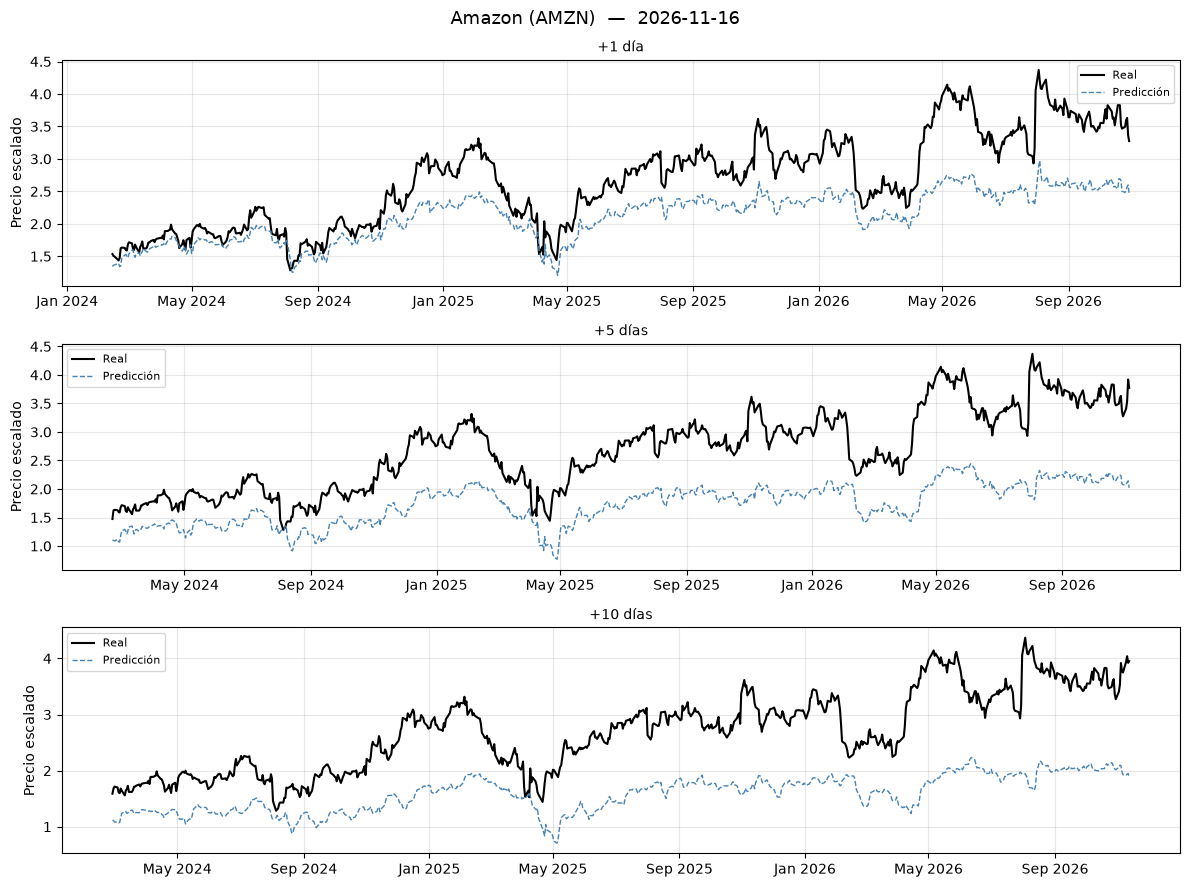 Amazon (AMZN) — 2026-11-16
+1 día
Precio escalado
4.5
4.0
3.5
3.0
2.5
2.0
1.5
Real
Predicción
Jan 2024 May 2024 Sep 2024 Jan 2025 May 2025 Sep 2025 Jan 2026 May 2026 Sep 2026
+5 días
Precio escalado
4.5
4.0
3.5
3.0
2.5
2.0
1.5
1.0
Real
Predicción
May 2024 Sep 2024 Jan 2025 May 2025 Sep 2025 Jan 2026 May 2026 Sep 2026
+10 días
Precio escalado
4
3
2
1
Real
Predicción
May 2024 Sep 2024 Jan 2025 May 2025 Sep 2025 Jan 2026 May 2026 Sep 2026